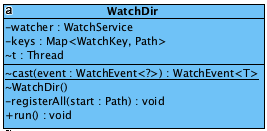 a
WatchDir
-watcher : WatchService
-keys : Map<WatchKey, Path>
~t : Thread
~cast(event : WatchEvent<?>) : WatchEvent<T>
~WatchDir()
-registerAll(start : Path) : void
+run() : void